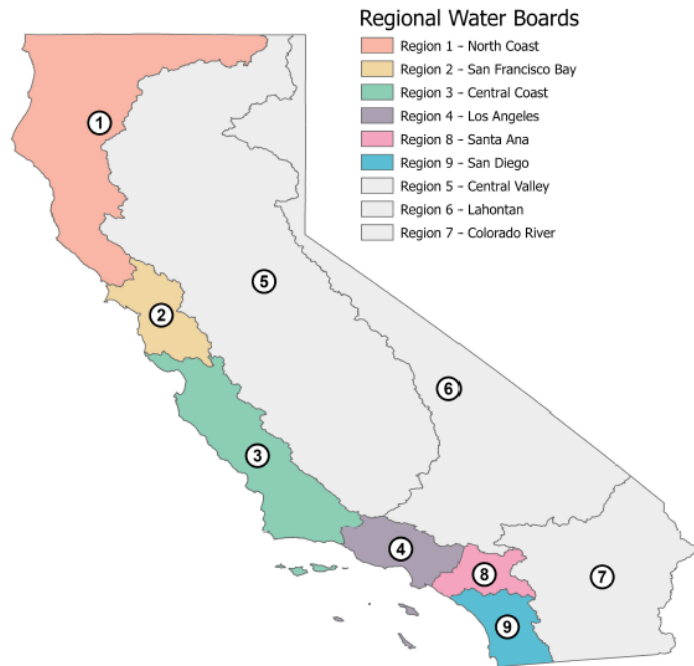 Regional Water Boards
Region 1 – North Coast
Region 2 – San Francisco Bay
Region 3 – Central Coast
Region 4 – Los Angeles
Region 8 – Santa Ana
Region 9 – San Diego
Region 5 – Central Valley
Region 6 – Lahontan
Region 7 – Colorado River
1
5
2
6
3
4
8
7
9